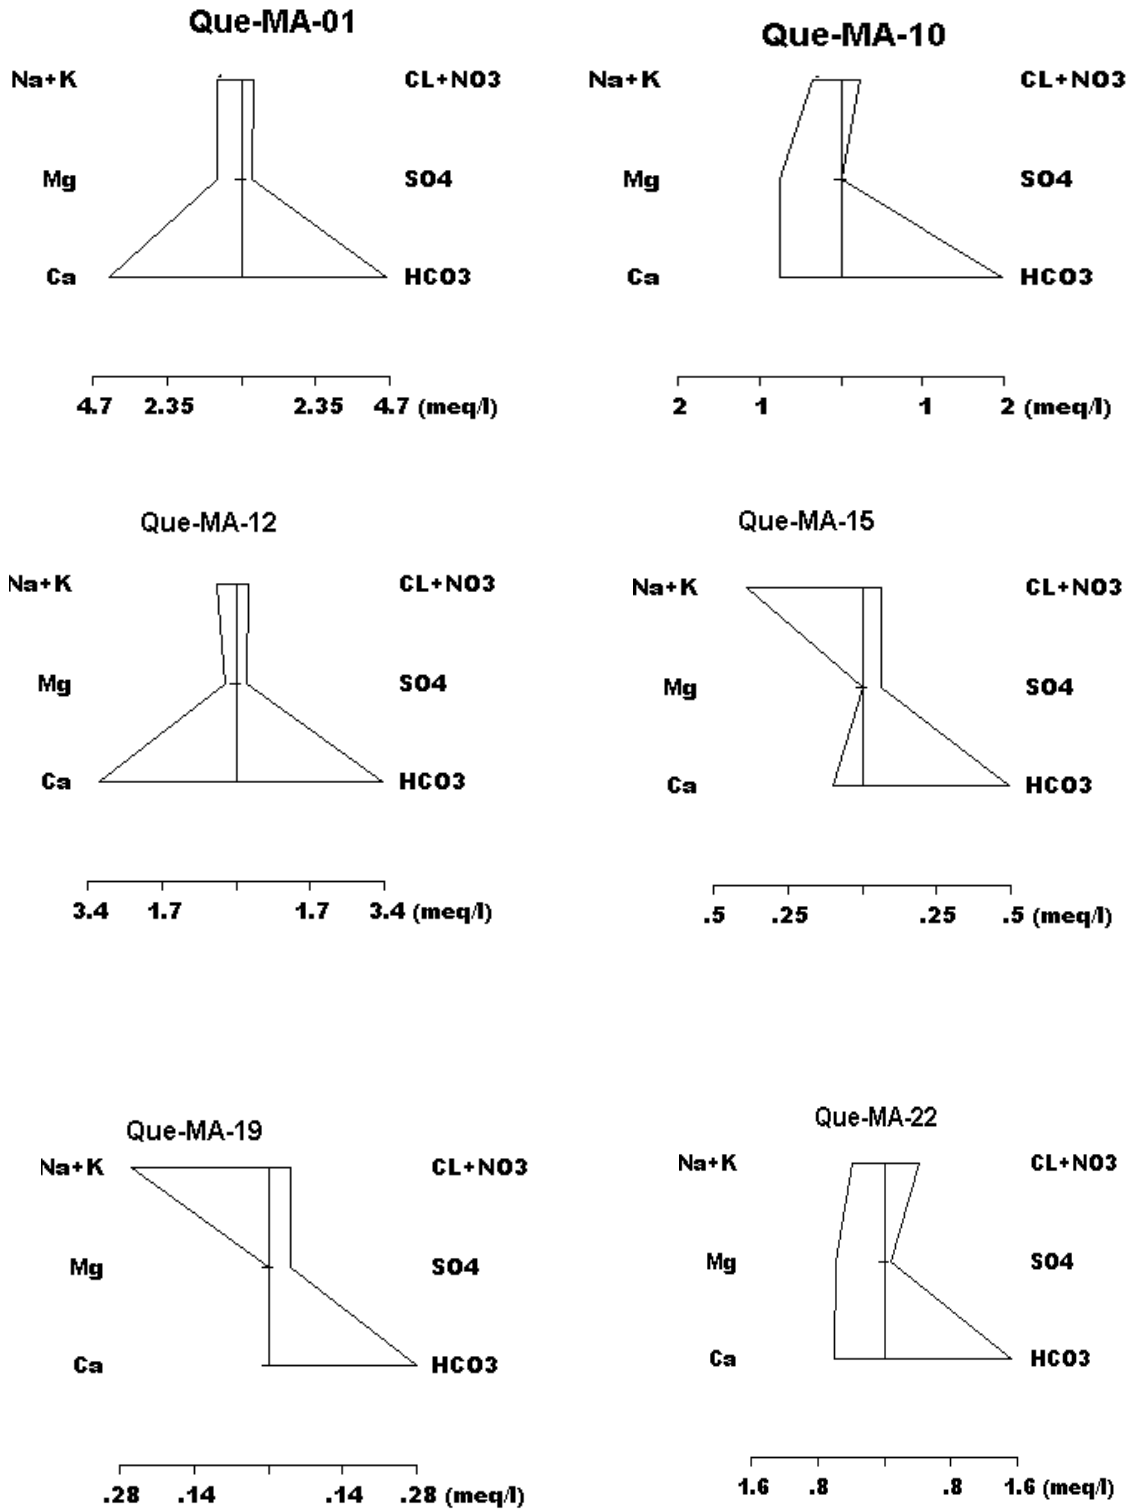 Que-MA-01
Na+K CL+NO3
Mg SO4
Ca HCO3
4.7 2.35 2.35 4.7 (meq/l)
Que-MA-10
Na+K CL+NO3
Mg SO4
Ca HCO3
2 1 1 2 (meq/l)
Que-MA-12
Na+K CL+NO3
Mg SO4
Ca HCO3
3.4 1.7 1.7 3.4 (meq/l)
Que-MA-15
Na+K CL+NO3
Mg SO4
Ca HCO3
.5 .25 .25 .5 (meq/l)
Que-MA-19
Na+K CL+NO3
Mg SO4
Ca HCO3
.28 .14 .14 .28 (meq/l)
Que-MA-22
Na+K CL+NO3
Mg SO4
Ca HCO3
1.6 .8 .8 1.6 (meq/l)